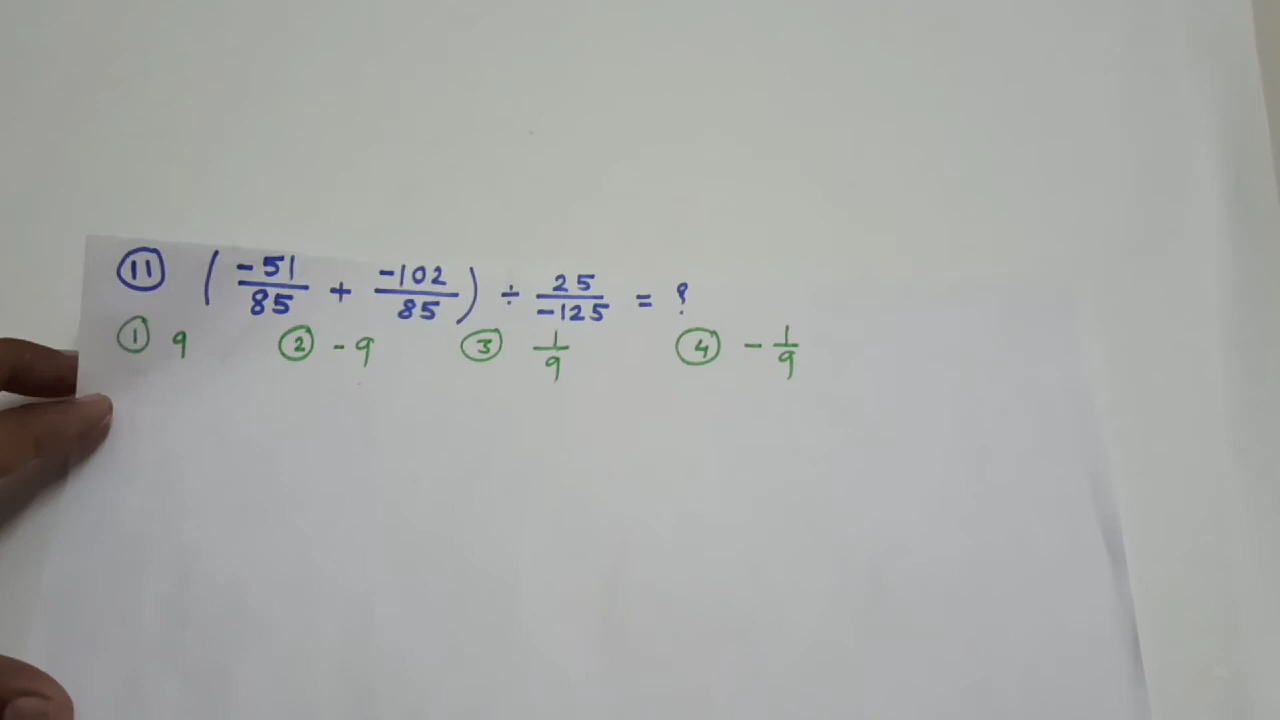 ⑪ ( -51/85 + -102/85 ) ÷ 25/-125 = ?
① 9 ② -9 ③ 1/9 ④ -1/9